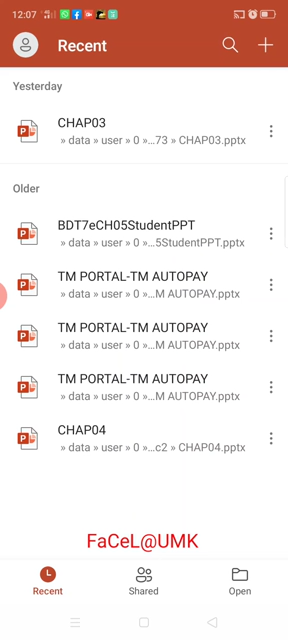 12:07
Recent
Yesterday
CHAP03
» data » user » 0 »...73 » CHAP03.pptx
Older
BDT7eCH05StudentPPT
» data » user » 0 »...5StudentPPT.pptx
TM PORTAL-TM AUTOPAY
» data » user » 0 »...M AUTOPAY.pptx
TM PORTAL-TM AUTOPAY
» data » user » 0 »...M AUTOPAY.pptx
TM PORTAL-TM AUTOPAY
» data » user » 0 »...M AUTOPAY.pptx
CHAP04
» data » user » 0 »...c2 » CHAP04.pptx
FaCeL@UMK
Recent
Shared
Open